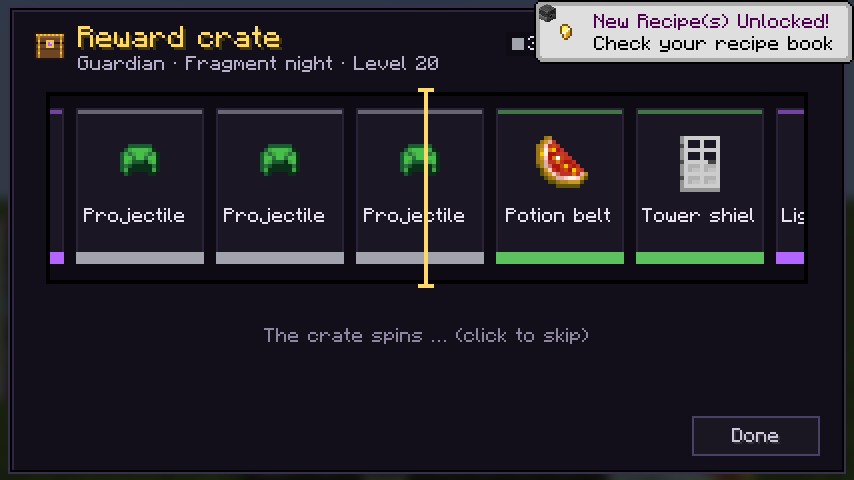 Reward crate
Guardian · Fragment night · Level 20
New Recipe(s) Unlocked!
Check your recipe book
Projectile
Projectile
Projectile
Potion belt
Tower shiel
The crate spins ... (click to skip)
Done